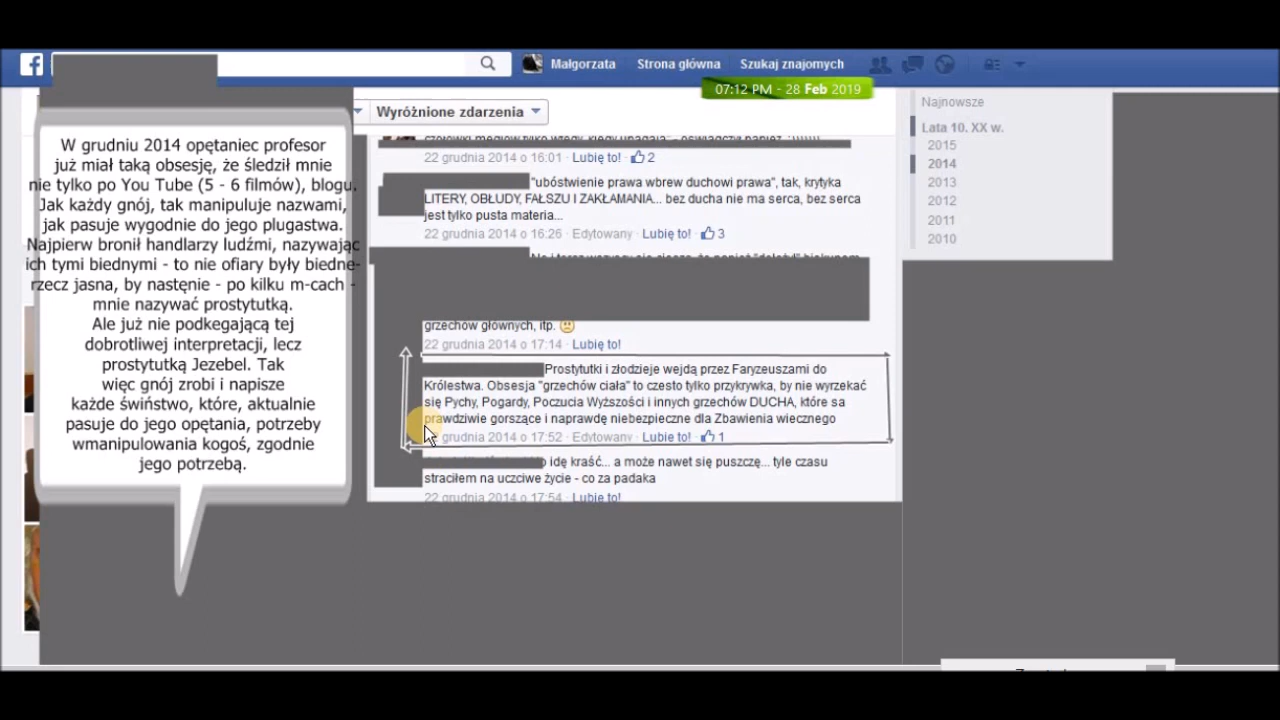 f
Małgorzata
Strona główna
Szukaj znajomych
07:12 PM - 28 Feb 2019
Wyróżnione zdarzenia
Najnowsze
Lata 10. XX w.
2015
2014
2013
2012
2011
2010
W grudniu 2014 opętaniec profesor
już miał taką obsesję, że śledził mnie
nie tylko po You Tube (5 - 6 filmów), blogu.
Jak każdy gnój, tak manipuluje nazwami,
jak pasuje wygodnie do jego plugastwa.
Najpierw bronił handlarzy ludźmi, nazywając
ich tymi biednymi - to nie ofiary były biedne-
rzecz jasna, by nastęnie - po kilku m-cach -
mnie nazywać prostytutką.
Ale już nie podkegającą tej
dobrotliwej interpretacji, lecz
prostytutką Jezebel. Tak
więc gnój zrobi i napisze
każde świństwo, które, aktualnie
pasuje do jego opętania, potrzeby
wmanipulowania kogoś, zgodnie
jego potrzebą.
czołówki mediów tylko wtedy, kiedy upadają" - oświadczył papież. :)))))))
22 grudnia 2014 o 16:01 · Lubię to! · 2
"ubóstwienie prawa wbrew duchowi prawa", tak, krytyka
LITERY, OBŁUDY, FAŁSZU I ZAKŁAMANIA... bez ducha nie ma serca, bez serca
jest tylko pusta materia...
22 grudnia 2014 o 16:26 · Edytowany · Lubię to! · 3
grzechów głównych, itp.
22 grudnia 2014 o 17:14 · Lubię to!
Prostytutki i złodzieje wejdą przez Faryzeuszami do
Królestwa. Obsesja "grzechów ciała" to czesto tylko przykrywka, by nie wyrzekać
się Pychy, Pogardy, Poczucia Wyższości i innych grzechów DUCHA, które sa
prawdziwie gorszące i naprawdę niebezpieczne dla Zbawienia wiecznego
grudnia 2014 o 17:52 · Edytowany · Lubię to! · 1
idę kraść... a może nawet się puszczę... tyle czasu
straciłem na uczciwe życie - co za padaka
22 grudnia 2014 o 17:54 · Lubię to!